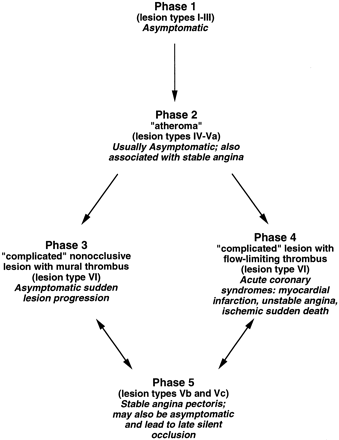 Phase 1
(lesion types I-III)
Asymptomatic
Phase 2
"atheroma"
(lesion types IV-Va)
Usually Asymptomatic; also
associated with stable angina
Phase 3
"complicated" nonocclusive
lesion with mural thrombus
(lesion type VI)
Asymptomatic sudden
lesion progression
Phase 4
"complicated" lesion with
flow-limiting thrombus
(lesion type VI)
Acute coronary
syndromes: myocardial
infarction, unstable angina,
ischemic sudden death
Phase 5
(lesion types Vb and Vc)
Stable angina pectoris;
may also be asymptomatic
and lead to late silent
occlusion